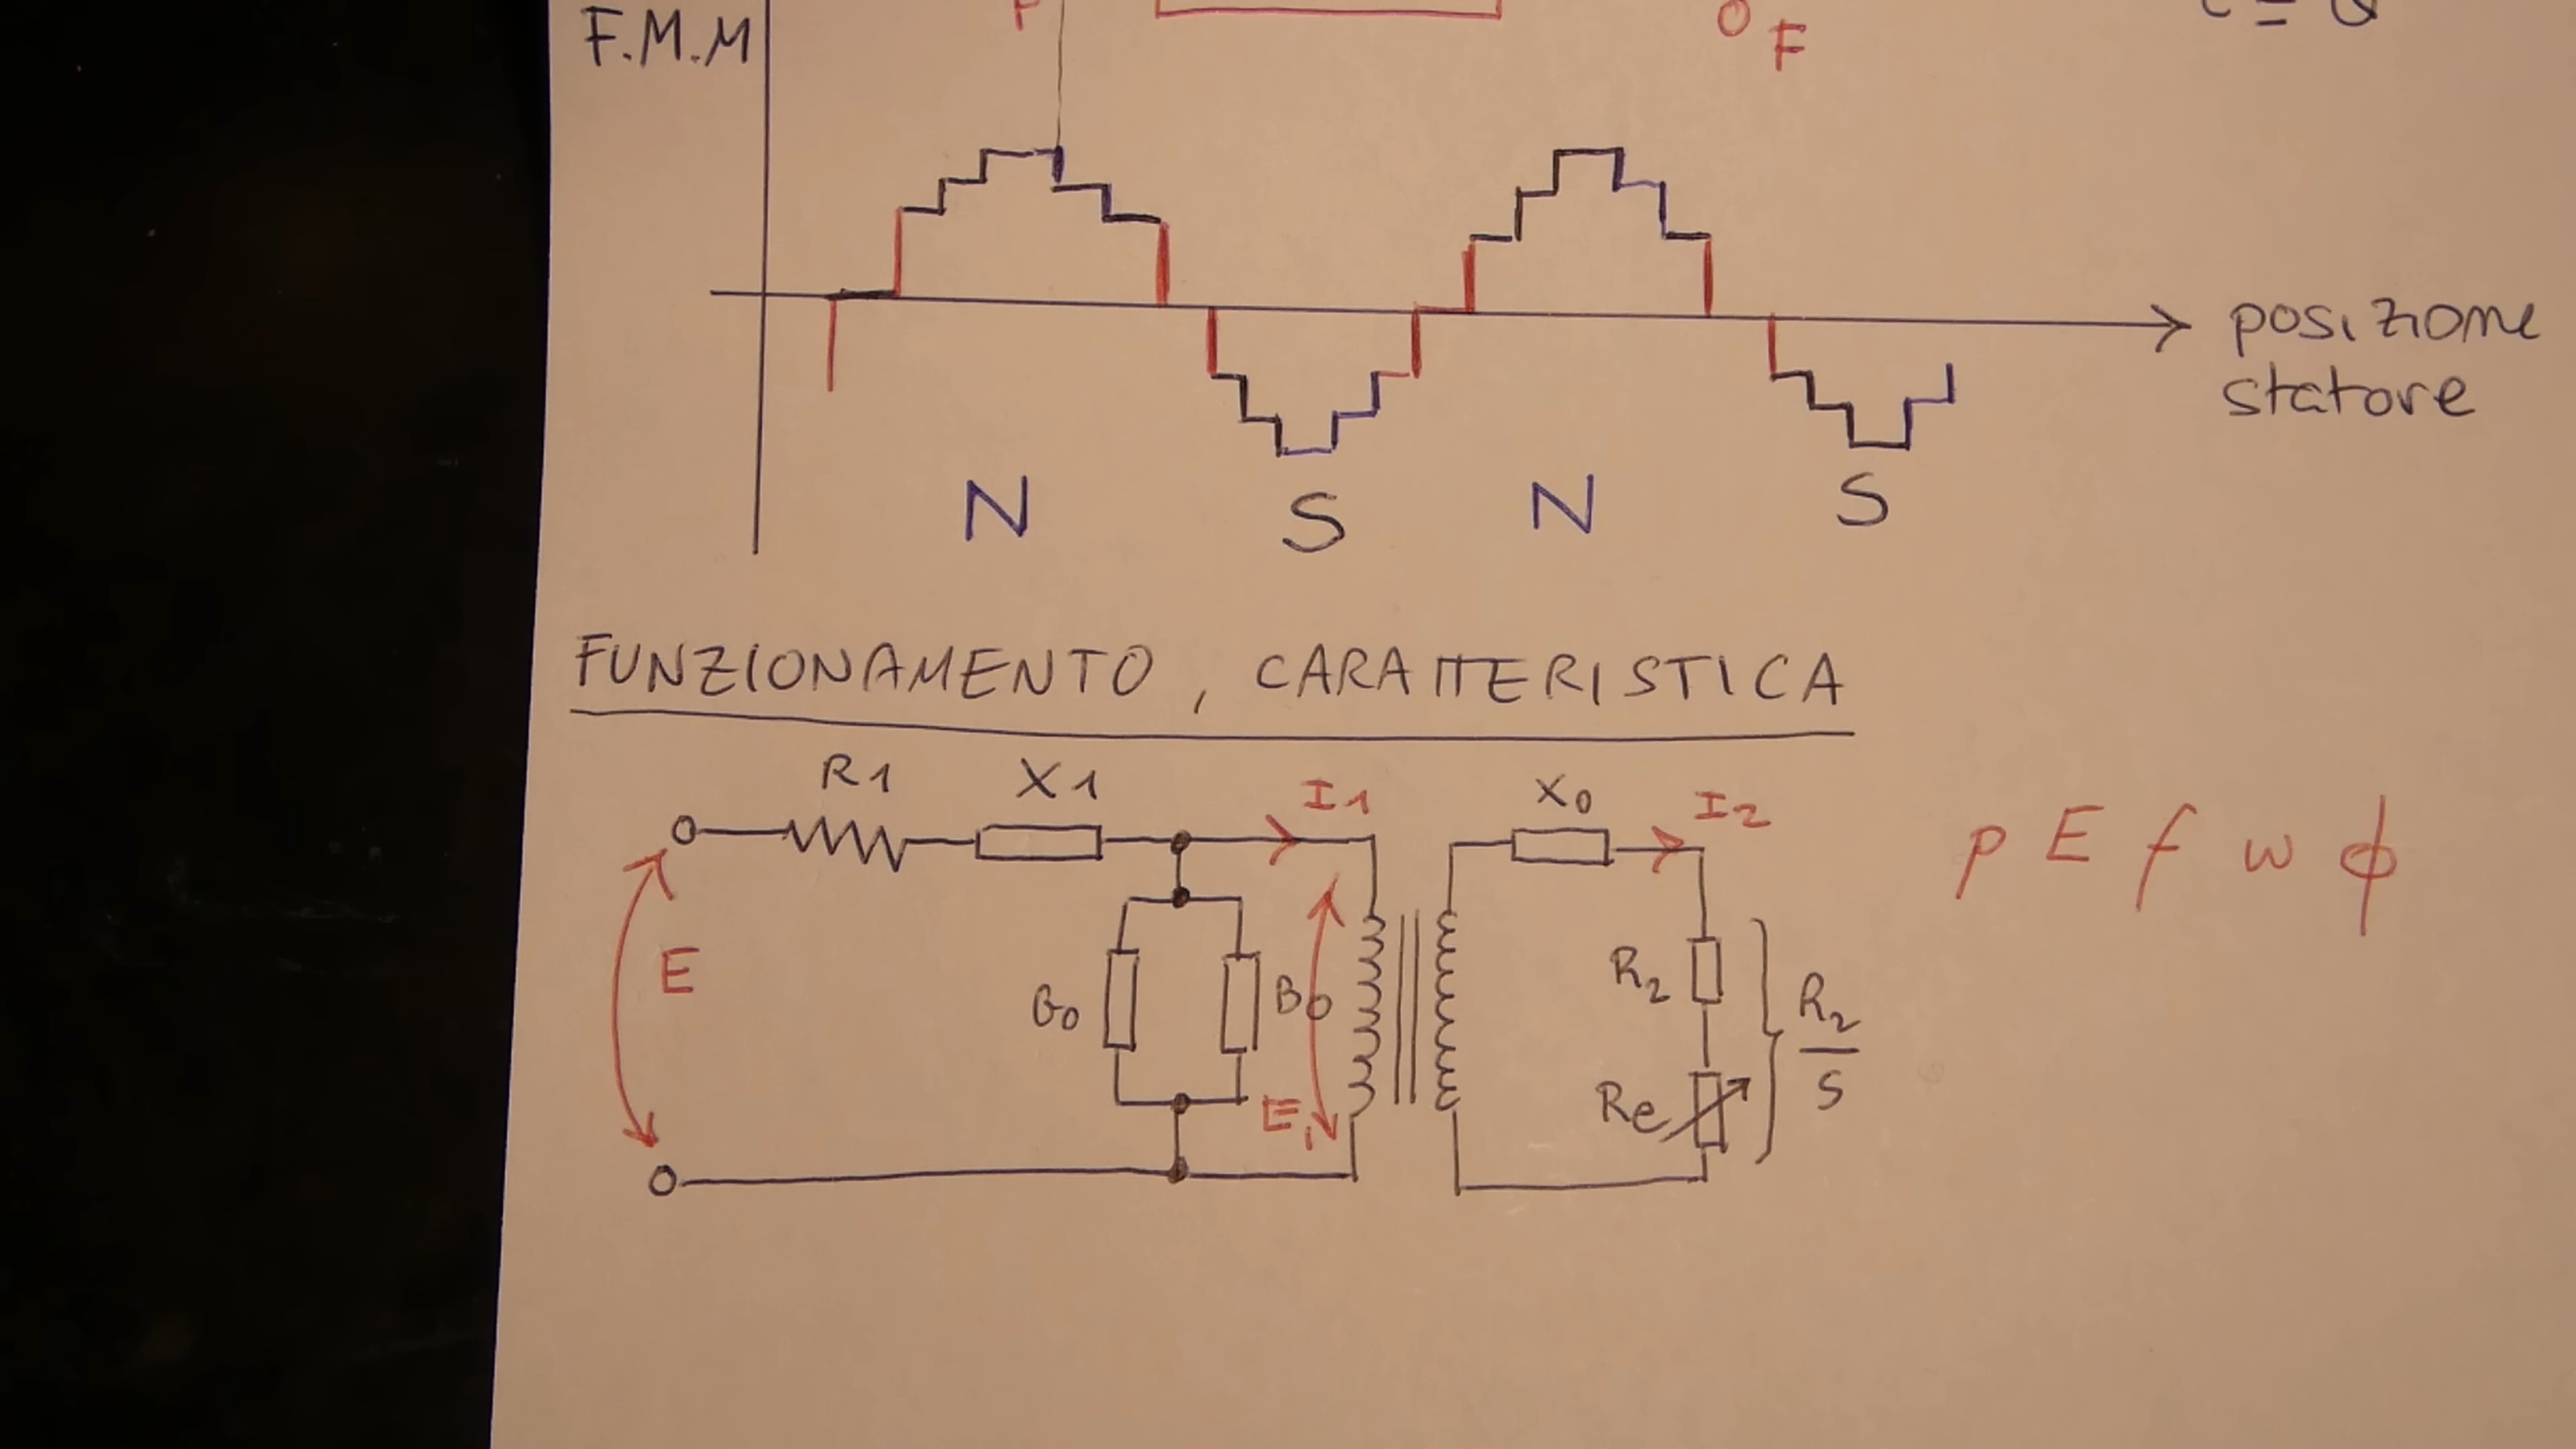 F.M.M
F
o F
posizione
statore
N S N S
FUNZIONAMENTO, CARATTERISTICA
R1 X1 I1 X0 I2
p E f w ϕ
E G0 B0 E1 R2 R2/S
Re